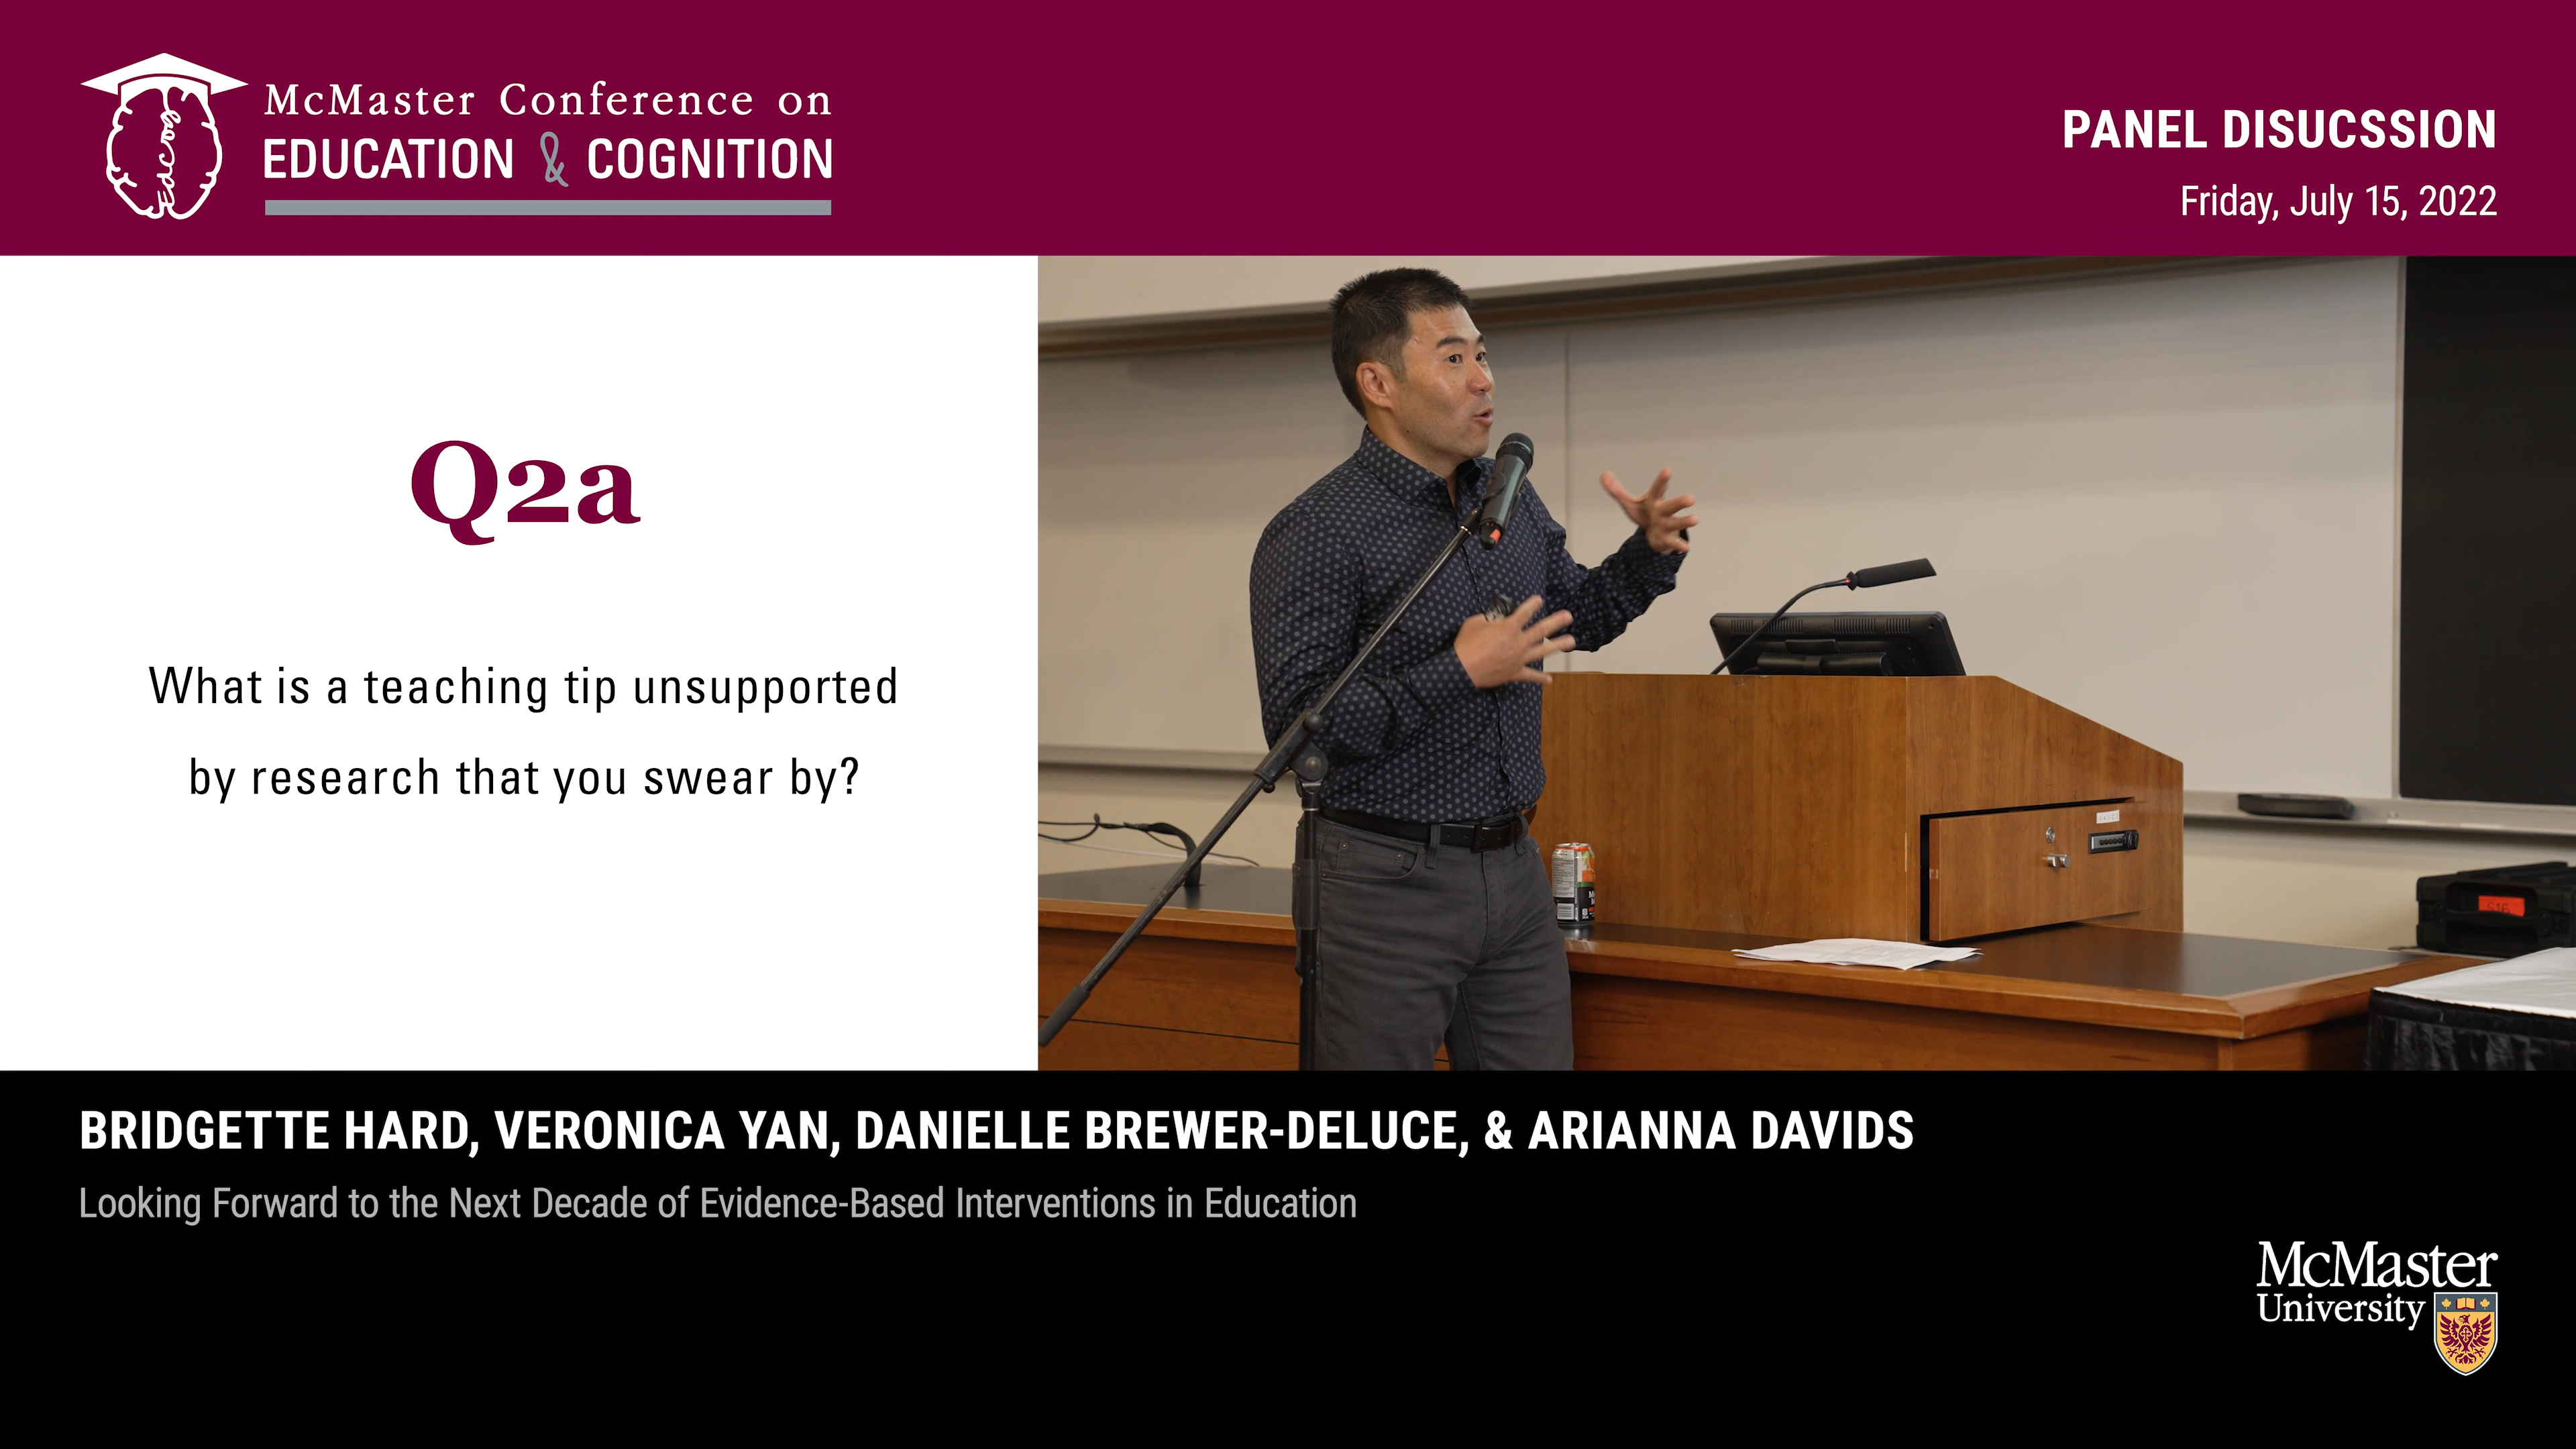 McMaster Conference on
EDUCATION & COGNITION
EdCog
PANEL DISUCSSION
Friday, July 15, 2022
Q2a
What is a teaching tip unsupported
by research that you swear by?
S16
BRIDGETTE HARD, VERONICA YAN, DANIELLE BREWER-DELUCE, & ARIANNA DAVIDS
Looking Forward to the Next Decade of Evidence-Based Interventions in Education
McMaster
University